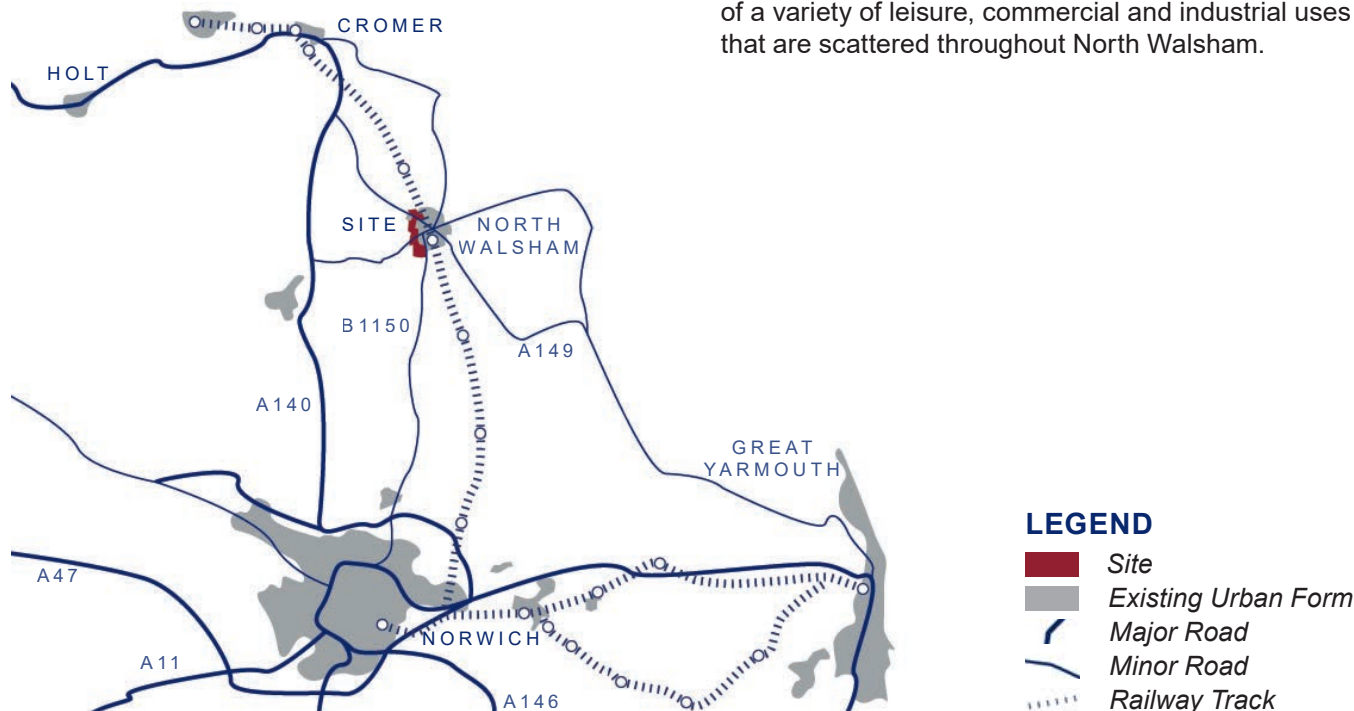 of a variety of leisure, commercial and industrial uses
that are scattered throughout North Walsham.
CROMER
HOLT
SITE
NORTH
WALSHAM
B1150
A149
A140
GREAT
YARMOUTH
A47
NORWICH
A11
A146
LEGEND
Site
Existing Urban Form
Major Road
Minor Road
Railway Track